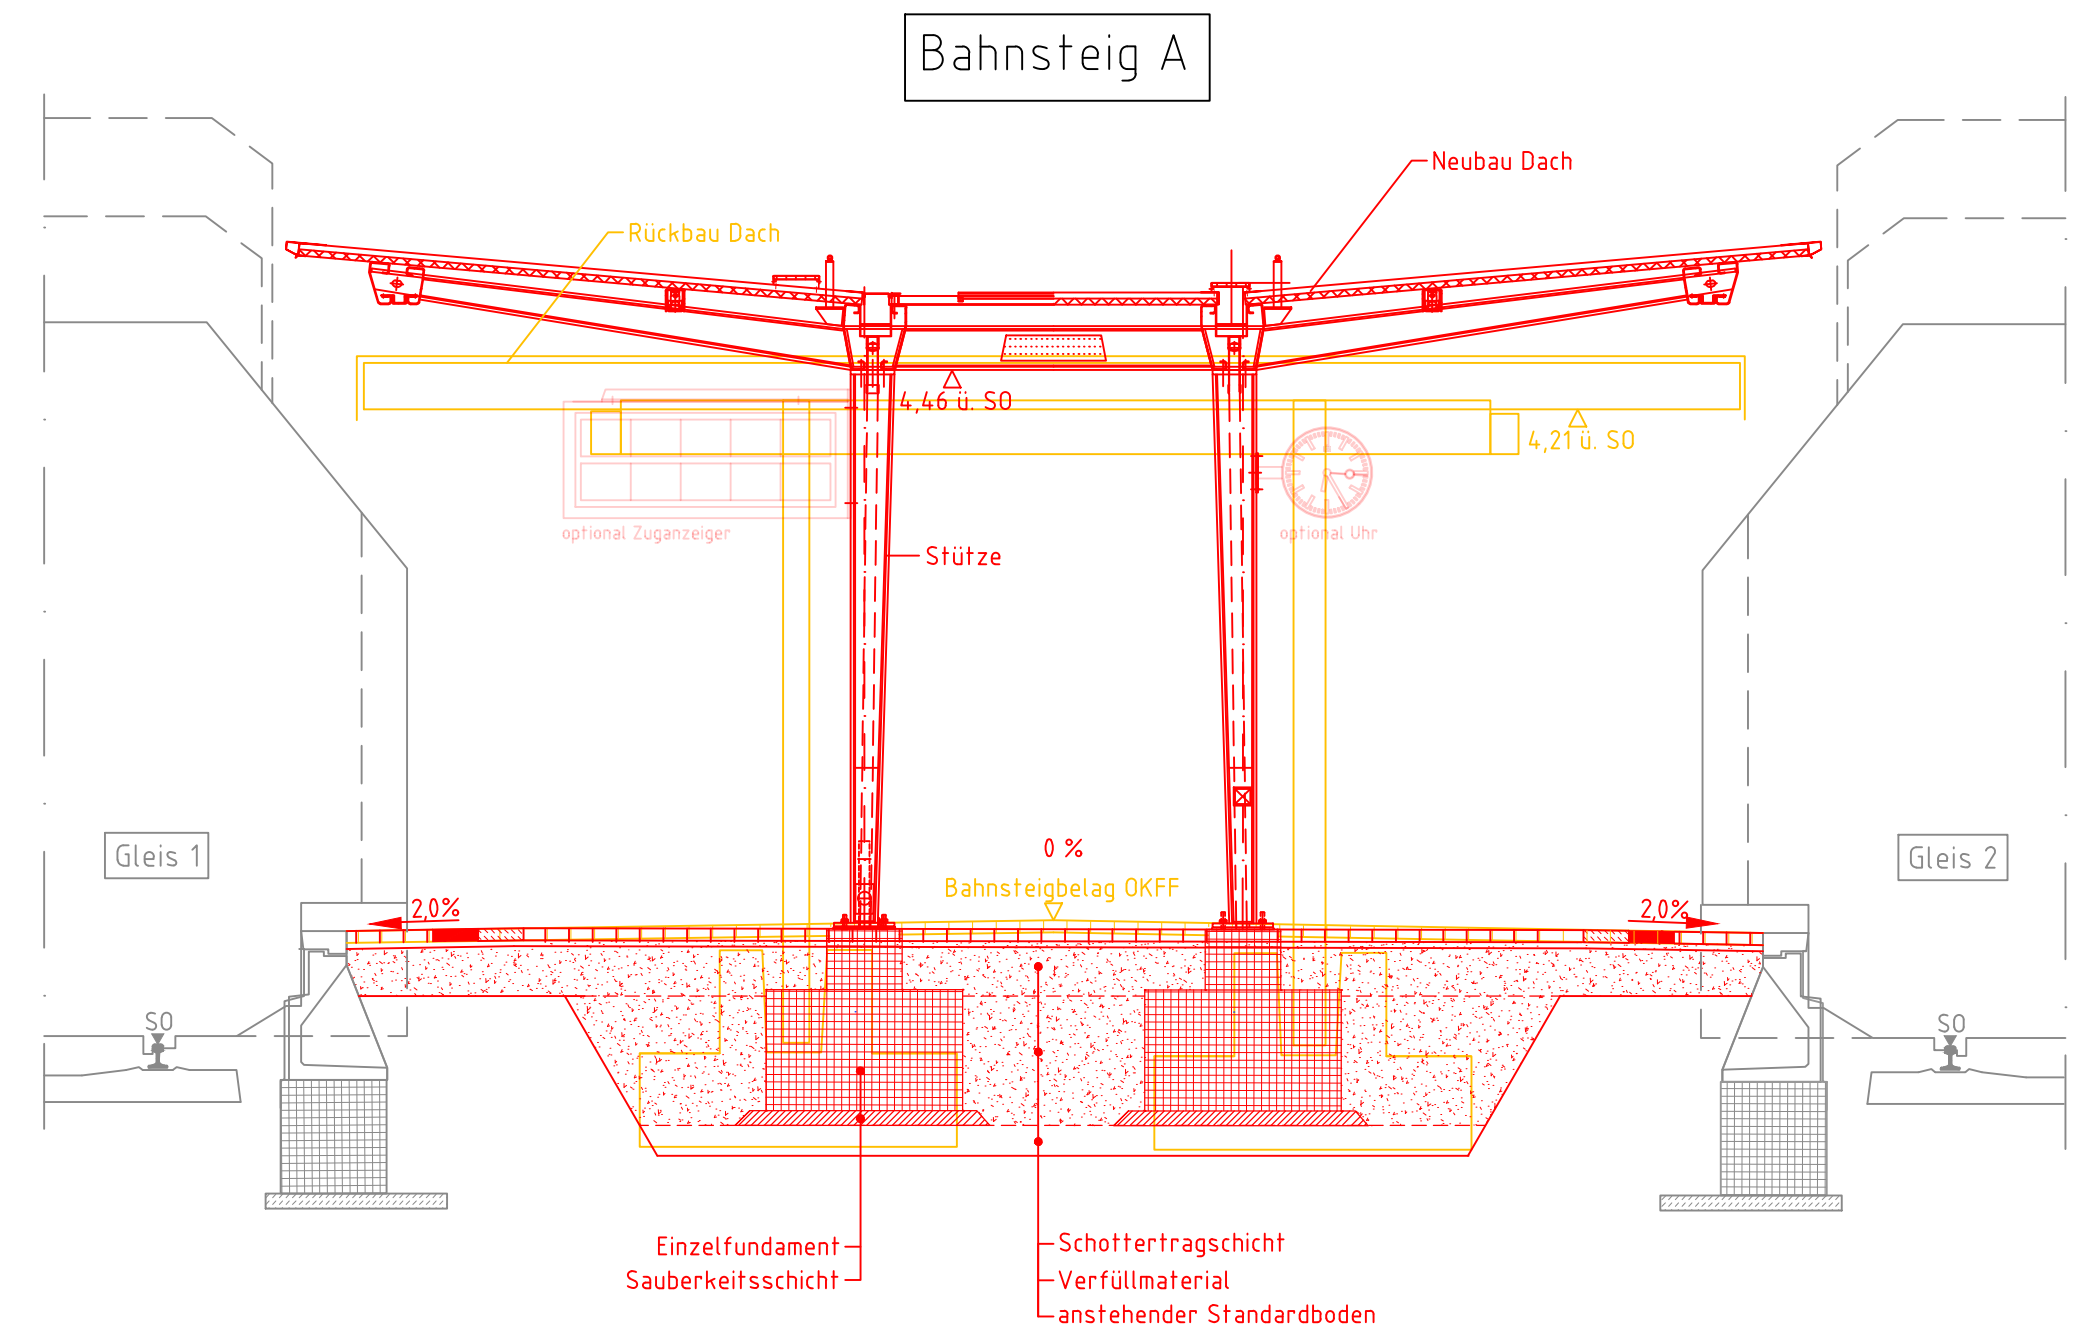 Bahnsteig A
Neubau Dach
Rückbau Dach
4,46 ü. SO
4,21 ü. SO
optional Zuganzeiger
optional Uhr
Stütze
0 %
Gleis 1
Gleis 2
Bahnsteigbelag OKFF
2,0%
2,0%
SO
SO
Einzelfundament
Sauberkeitsschicht
Schottertragschicht
Verfüllmaterial
anstehender Standardboden